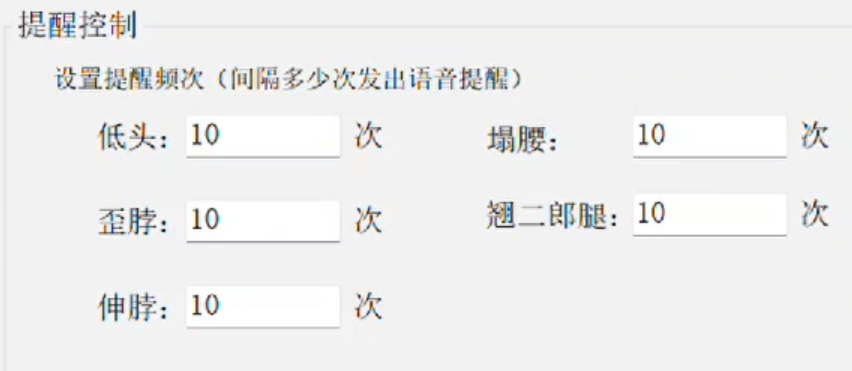 提醒控制
设置提醒频次（间隔多少次发出语音提醒）
低头：10 次 塌腰：10 次
歪脖：10 次 翘二郎腿：10 次
伸脖：10 次